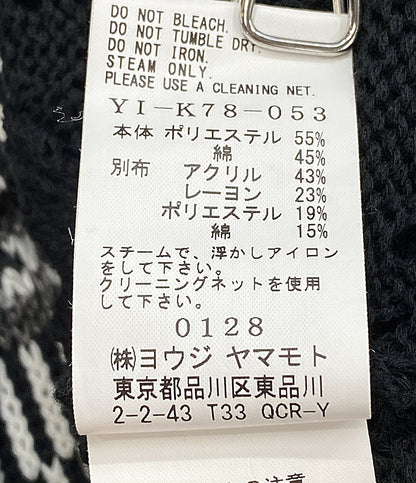 DO NOT BLEACH.
DO NOT TUMBLE DRY.
DO NOT IRON.
STEAM ONLY.
PLEASE USE A CLEANING NET.
YI-K78-053
本体 ポリエステル 55%
綿 45%
別布 アクリル 43%
レーヨン 23%
ポリエステル 19%
綿 15%
スチームで、浮かしアイロン
をして下さい。
クリーニングネットを使用
して下さい。
0128
㈱ヨウジ ヤマモト
東京都品川区東品川
2-2-43 T33 QCR-Y
の注意